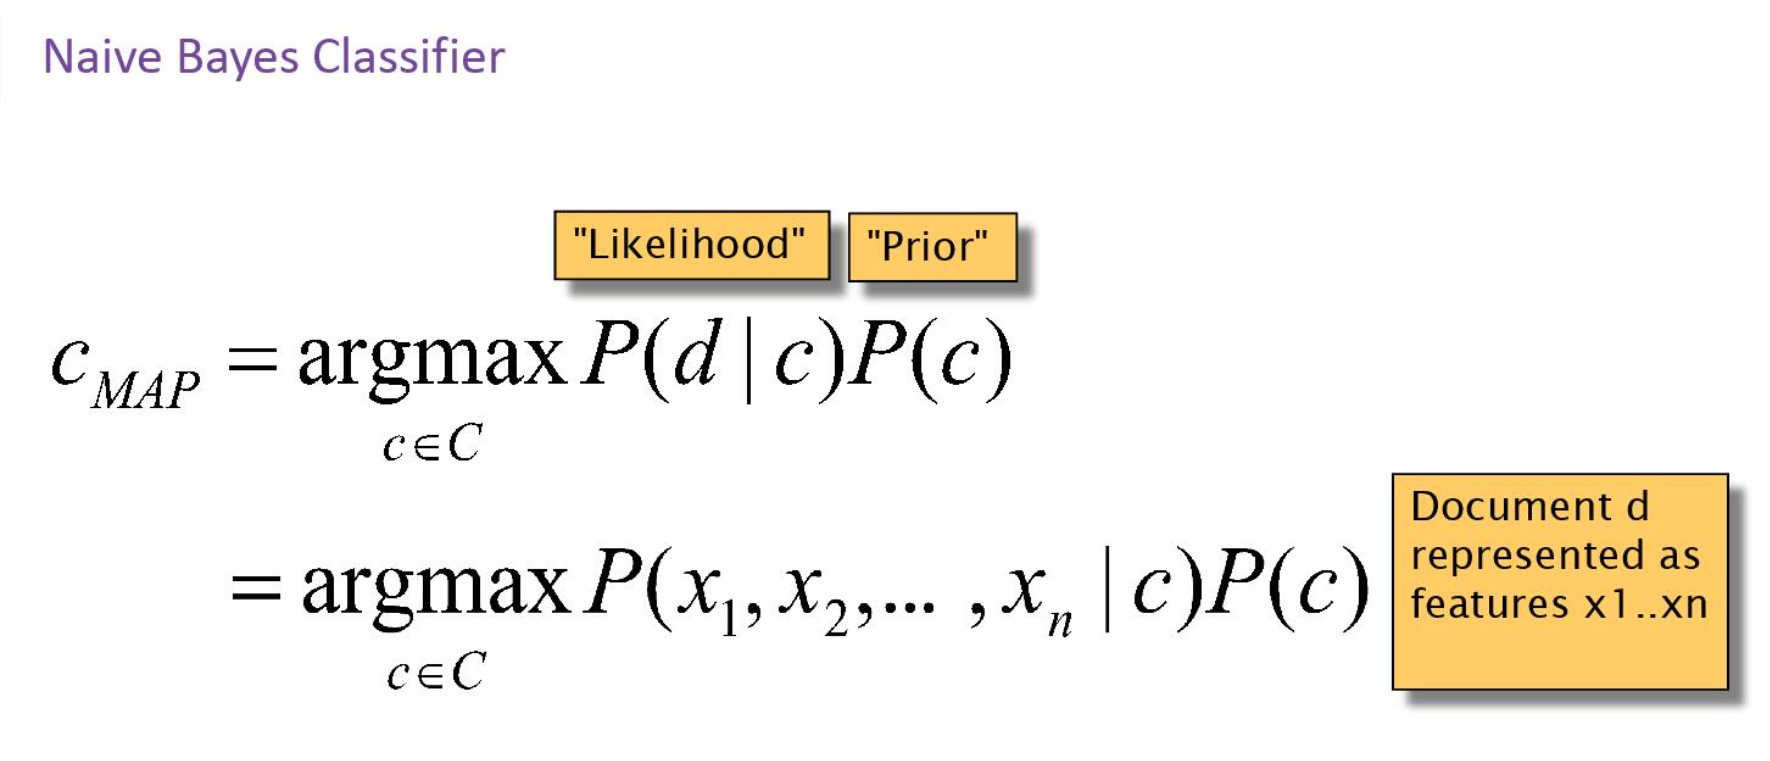 Naive Bayes Classifier
"Likelihood" "Prior"
c_MAP = argmax P(d | c)P(c)
c∈C
= argmax P(x_1, x_2,... , x_n | c)P(c)
c∈C
Document d
represented as
features x1..xn